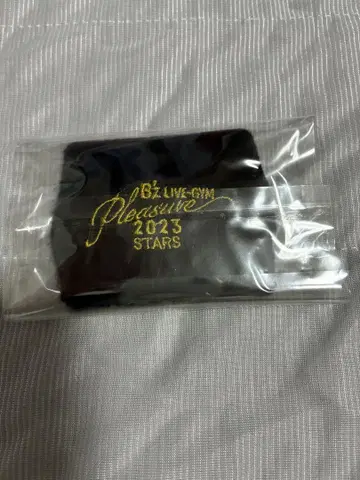 B'z LIVE-GYM
Pleasure
2023
STARS